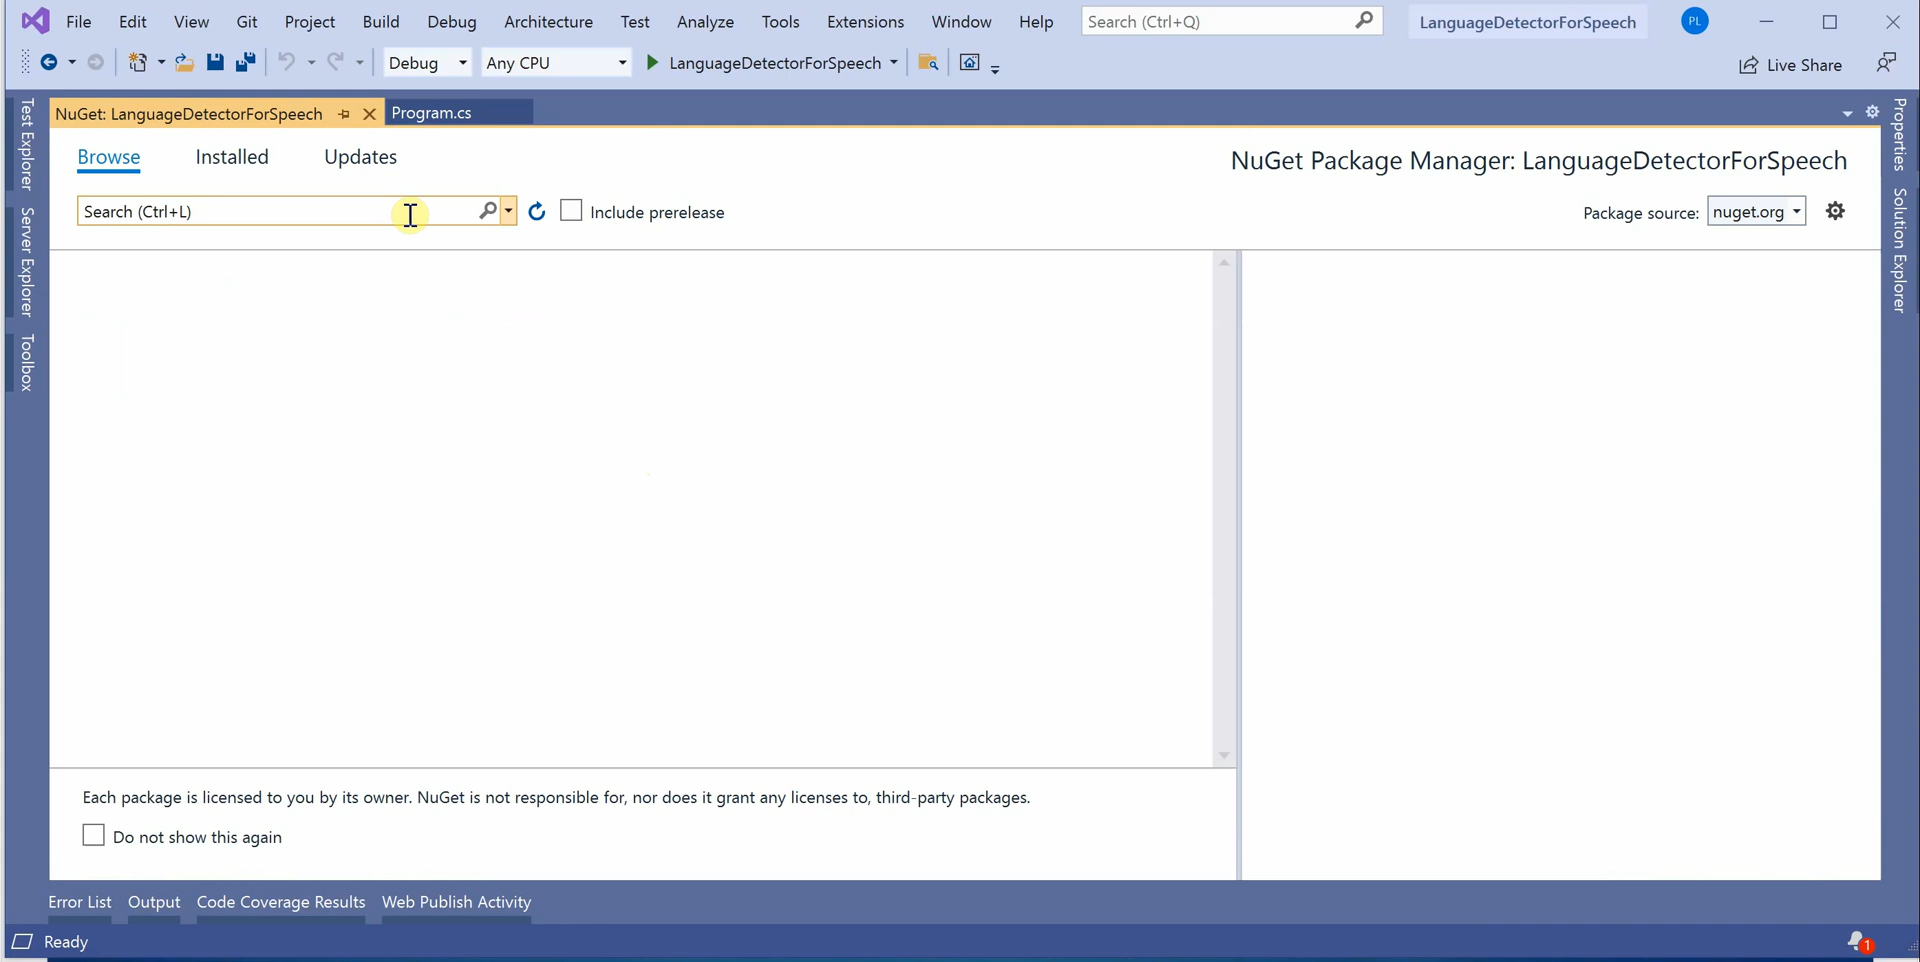 File Edit View Git Project Build Debug Architecture Test Analyze Tools Extensions Window Help Search (Ctrl+Q) LanguageDetectorForSpeech PL
Debug Any CPU LanguageDetectorForSpeech Live Share
NuGet: LanguageDetectorForSpeech Program.cs
Browse Installed Updates NuGet Package Manager: LanguageDetectorForSpeech
Search (Ctrl+L) Include prerelease Package source: nuget.org
Test Explorer
Server Explorer
Toolbox
Properties
Solution Explorer
Each package is licensed to you by its owner. NuGet is not responsible for, nor does it grant any licenses to, third-party packages.
Do not show this again
Error List Output Code Coverage Results Web Publish Activity
Ready 1